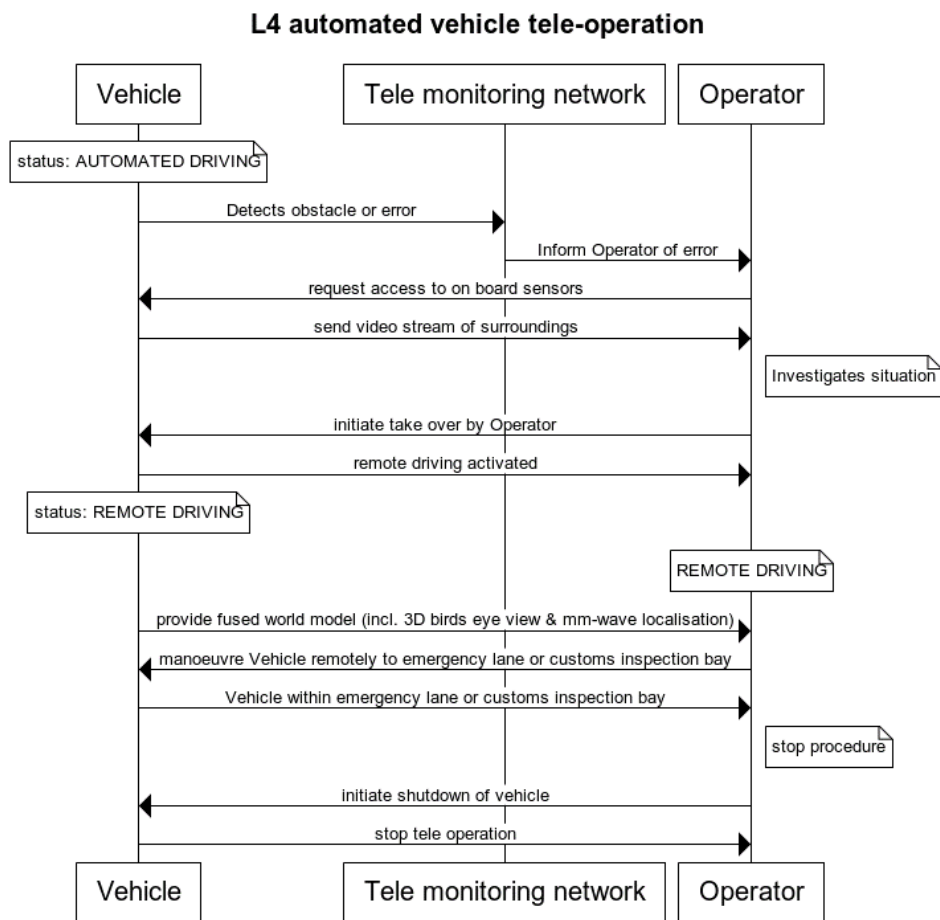 L4 automated vehicle tele-operation
Vehicle
Tele monitoring network
Operator
status: AUTOMATED DRIVING
Detects obstacle or error
Inform Operator of error
request access to on board sensors
send video stream of surroundings
Investigates situation
initiate take over by Operator
remote driving activated
status: REMOTE DRIVING
REMOTE DRIVING
provide fused world model (incl. 3D birds eye view & mm-wave localisation)
manoeuvre Vehicle remotely to emergency lane or customs inspection bay
Vehicle within emergency lane or customs inspection bay
stop procedure
initiate shutdown of vehicle
stop tele operation
Vehicle
Tele monitoring network
Operator